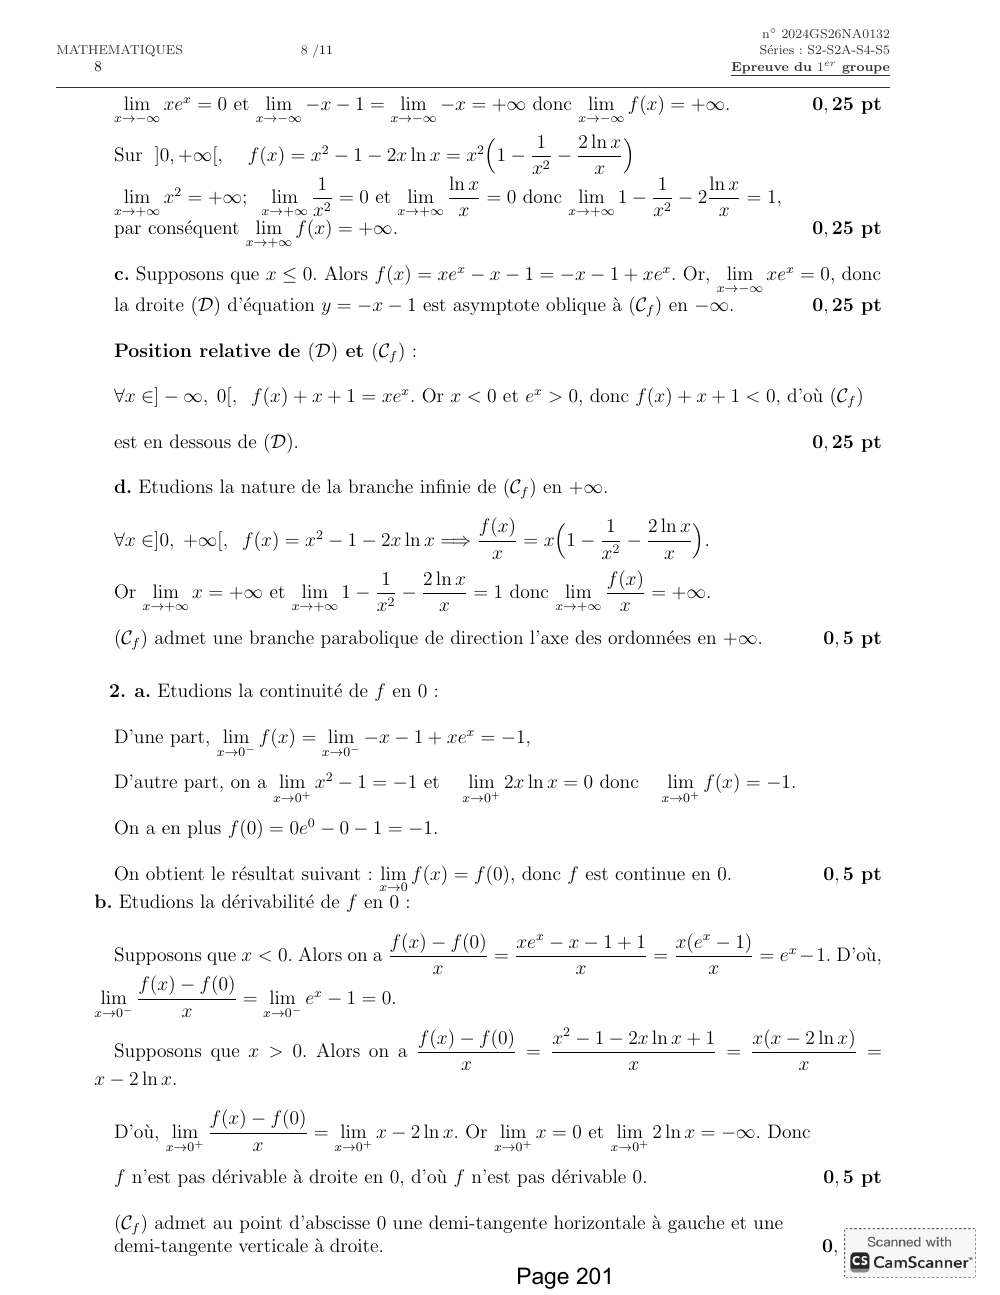 n° 2024GS26NA0132
MATHEMATIQUES 8 /11 Séries : S2-S2A-S4-S5
8 Epreuve du 1er groupe
lim_{x→−∞} xe^x = 0 et lim_{x→−∞} −x − 1 = lim_{x→−∞} −x = +∞ donc lim_{x→−∞} f(x) = +∞. 0, 25 pt
Sur ]0, +∞[, f(x) = x² − 1 − 2x ln x = x²(1 − 1/x² − 2 ln x/x)
lim_{x→+∞} x² = +∞; lim_{x→+∞} 1/x² = 0 et lim_{x→+∞} ln x/x = 0 donc lim_{x→+∞} 1 − 1/x² − 2 ln x/x = 1,
par conséquent lim_{x→+∞} f(x) = +∞. 0, 25 pt
c. Supposons que x ≤ 0. Alors f(x) = xe^x − x − 1 = −x − 1 + xe^x. Or, lim_{x→−∞} xe^x = 0, donc
la droite (D) d'équation y = −x − 1 est asymptote oblique à (C_f) en −∞. 0, 25 pt
Position relative de (D) et (C_f) :
∀x ∈] − ∞, 0[, f(x) + x + 1 = xe^x. Or x < 0 et e^x > 0, donc f(x) + x + 1 < 0, d'où (C_f)
est en dessous de (D). 0, 25 pt
d. Etudions la nature de la branche infinie de (C_f) en +∞.
∀x ∈]0, +∞[, f(x) = x² − 1 − 2x ln x ⟹ f(x)/x = x(1 − 1/x² − 2 ln x/x).
Or lim_{x→+∞} x = +∞ et lim_{x→+∞} 1 − 1/x² − 2 ln x/x = 1 donc lim_{x→+∞} f(x)/x = +∞.
(C_f) admet une branche parabolique de direction l'axe des ordonnées en +∞. 0, 5 pt
2. a. Etudions la continuité de f en 0 :
D'une part, lim_{x→0⁻} f(x) = lim_{x→0⁻} −x − 1 + xe^x = −1,
D'autre part, on a lim_{x→0⁺} x² − 1 = −1 et lim_{x→0⁺} 2x ln x = 0 donc lim_{x→0⁺} f(x) = −1.
On a en plus f(0) = 0e⁰ − 0 − 1 = −1.
On obtient le résultat suivant : lim_{x→0} f(x) = f(0), donc f est continue en 0. 0, 5 pt
b. Etudions la dérivabilité de f en 0 :
Supposons que x < 0. Alors on a (f(x) − f(0))/x = (xe^x − x − 1 + 1)/x = x(e^x − 1)/x = e^x − 1. D'où,
lim_{x→0⁻} (f(x) − f(0))/x = lim_{x→0⁻} e^x − 1 = 0.
Supposons que x > 0. Alors on a (f(x) − f(0))/x = (x² − 1 − 2x ln x + 1)/x = x(x − 2 ln x)/x =
x − 2 ln x.
D'où, lim_{x→0⁺} (f(x) − f(0))/x = lim_{x→0⁺} x − 2 ln x. Or lim_{x→0⁺} x = 0 et lim_{x→0⁺} 2 ln x = −∞. Donc
f n'est pas dérivable à droite en 0, d'où f n'est pas dérivable 0. 0, 5 pt
(C_f) admet au point d'abscisse 0 une demi-tangente horizontale à gauche et une
demi-tangente verticale à droite. 0,
Scanned with
CS CamScanner
Page 201